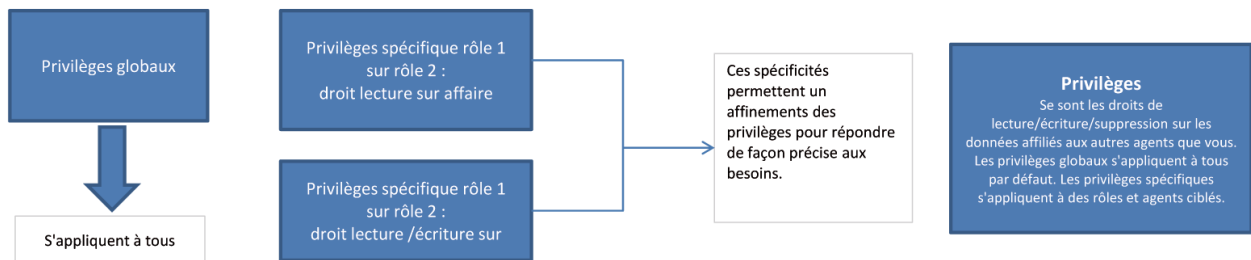 Privilèges globaux
S'appliquent à tous
Privilèges spécifique rôle 1
sur rôle 2 :
droit lecture sur affaire
Privilèges spécifique rôle 1
sur rôle 2 :
droit lecture /écriture sur
Ces spécificités
permettent un
affinements des
privilèges pour répondre
de façon précise aux
besoins.
Privilèges
Se sont les droits de
lecture/écriture/suppression sur les
données affiliés aux autres agents que vous.
Les privilèges globaux s'appliquent à tous
par défaut. Les privilèges spécifiques
s'appliquent à des rôles et agents ciblés.